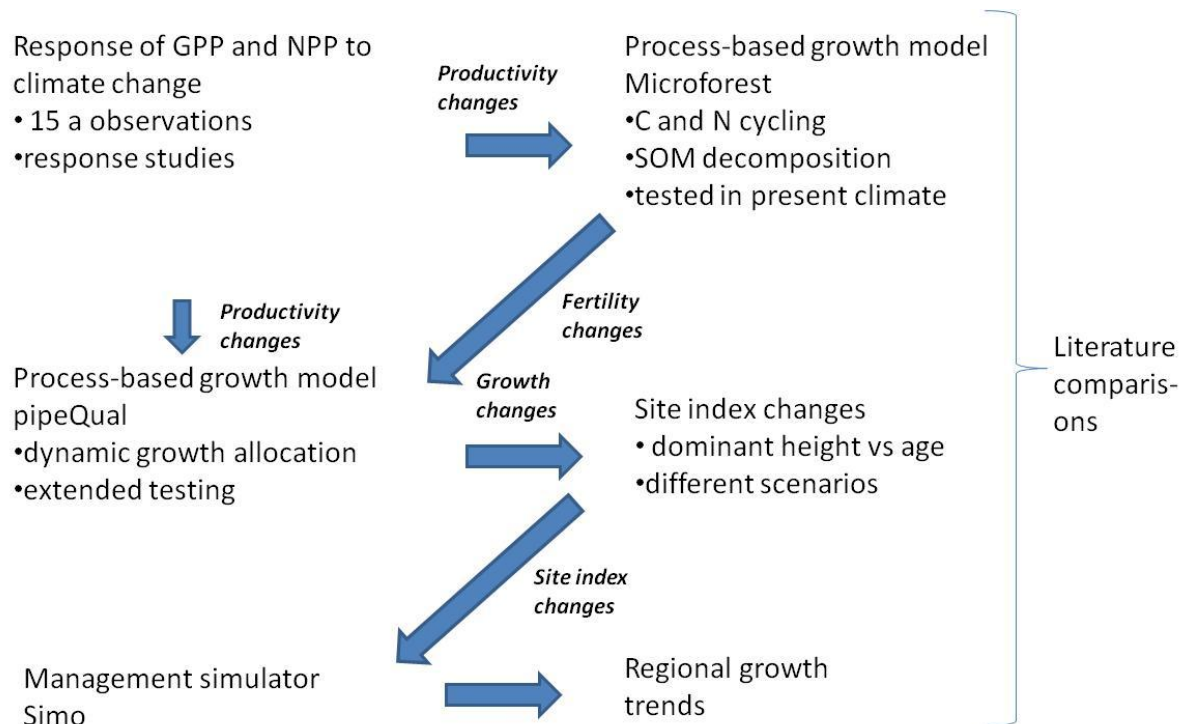 Response of GPP and NPP to
climate change
• 15 a observations
•response studies
Productivity
changes
Process-based growth model
Microforest
•C and N cycling
•SOM decomposition
•tested in present climate
Productivity
changes
Fertility
changes
Process-based growth model
pipeQual
•dynamic growth allocation
•extended testing
Growth
changes
Site index changes
• dominant height vs age
•different scenarios
Site index
changes
Management simulator
Simo
Regional growth
trends
Literature
comparis-
ons